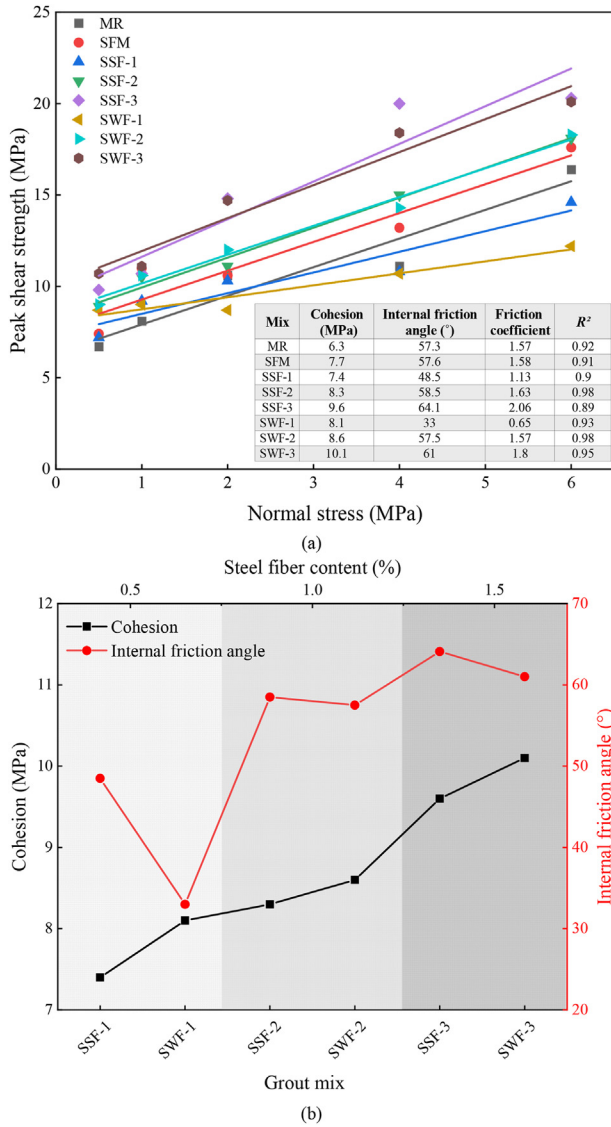 25
20
15
10
5
0
Peak shear strength (MPa)
MR
SFM
SSF-1
SSF-2
SSF-3
SWF-1
SWF-2
SWF-3
Mix Cohesion (MPa) Internal friction angle (°) Friction coefficient R²
MR 6.3 57.3 1.57 0.92
SFM 7.7 57.6 1.58 0.91
SSF-1 7.4 48.5 1.13 0.9
SSF-2 8.3 58.5 1.63 0.98
SSF-3 9.6 64.1 2.06 0.89
SWF-1 8.1 33 0.65 0.93
SWF-2 8.6 57.5 1.57 0.98
SWF-3 10.1 61 1.8 0.95
0 1 2 3 4 5 6
Normal stress (MPa)
(a)
Steel fiber content (%)
0.5 1.0 1.5
12
11
10
9
8
7
Cohesion (MPa)
Cohesion
Internal friction angle
70
60
50
40
30
20
Internal friction angle (°)
SSF-1 SWF-1 SSF-2 SWF-2 SSF-3 SWF-3
Grout mix
(b)